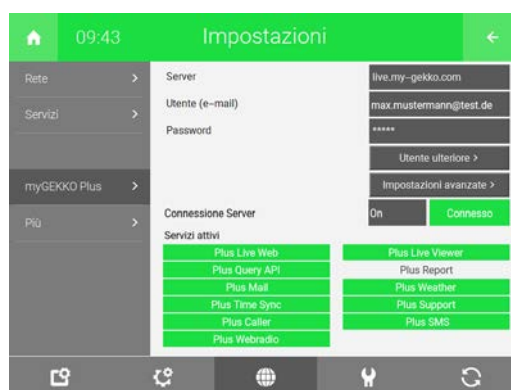 09:43 Impostazioni
Rete
Servizi
myGEKKO Plus
Più
Server live.my-gekko.com
Utente (e-mail) max.mustermann@test.de
Password *****
Utente ulteriore >
Impostazioni avanzate >
Connessione Server On Connesso
Servizi attivi
Plus Live Web Plus Live Viewer
Plus Query API Plus Report
Plus Mail Plus Weather
Plus Time Sync Plus Support
Plus Caller Plus SMS
Plus Webradio